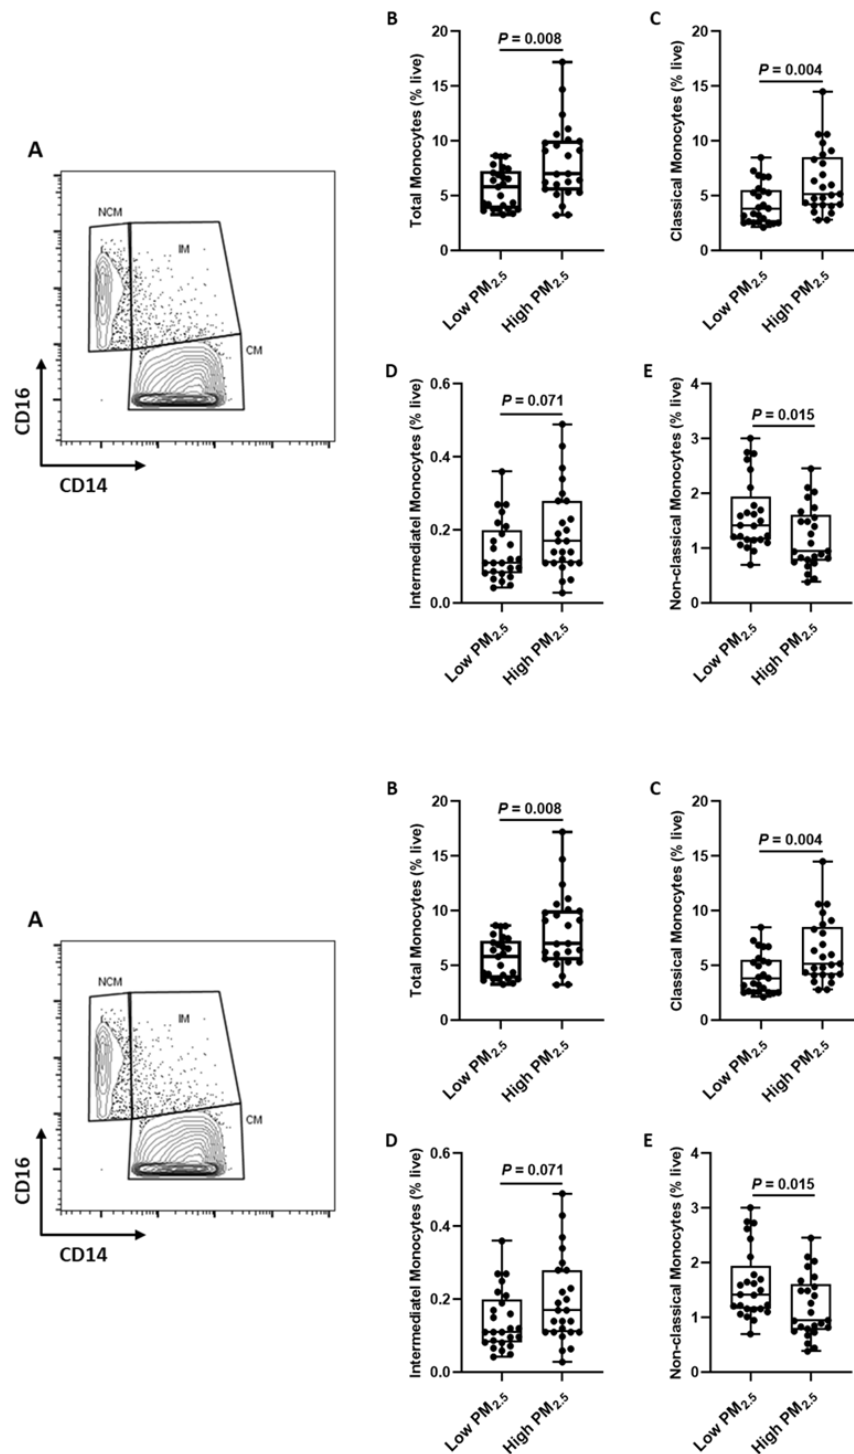 A
NCM
IM
CM
CD16
CD14
B
Total Monocytes (% live)
20
15
10
5
0
P = 0.008
Low PM2.5
High PM2.5
C
Classical Monocytes (% live)
20
15
10
5
0
P = 0.004
Low PM2.5
High PM2.5
D
Intermediatel Monocytes (% live)
0.6
0.4
0.2
0.0
P = 0.071
Low PM2.5
High PM2.5
E
Non-classical Monocytes (% live)
4
3
2
1
0
P = 0.015
Low PM2.5
High PM2.5
A
NCM
IM
CM
CD16
CD14
B
Total Monocytes (% live)
20
15
10
5
0
P = 0.008
Low PM2.5
High PM2.5
C
Classical Monocytes (% live)
20
15
10
5
0
P = 0.004
Low PM2.5
High PM2.5
D
Intermediatel Monocytes (% live)
0.6
0.4
0.2
0.0
P = 0.071
Low PM2.5
High PM2.5
E
Non-classical Monocytes (% live)
4
3
2
1
0
P = 0.015
Low PM2.5
High PM2.5